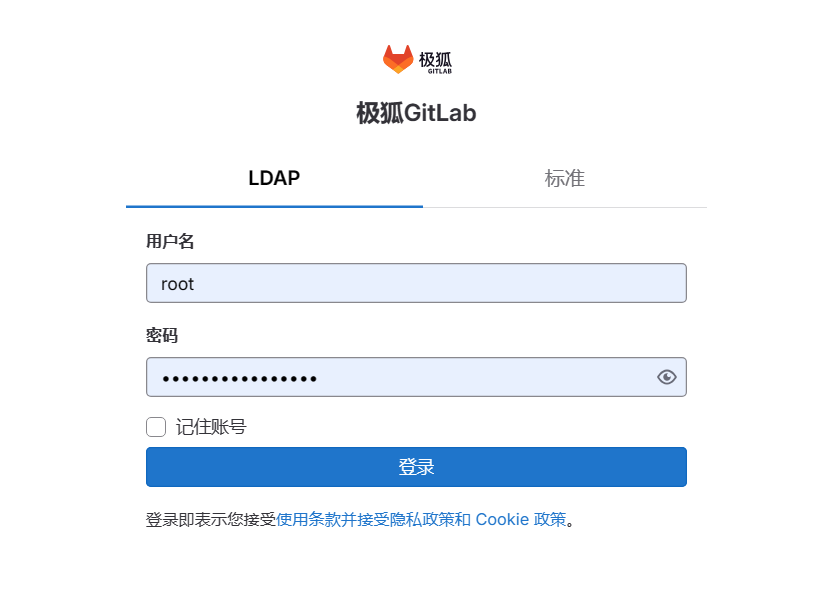 极狐
GITLAB
极狐GitLab
LDAP
标准
用户名
root
密码
••••••••••••••••
记住账号
登录
登录即表示您接受使用条款并接受隐私政策和 Cookie 政策。